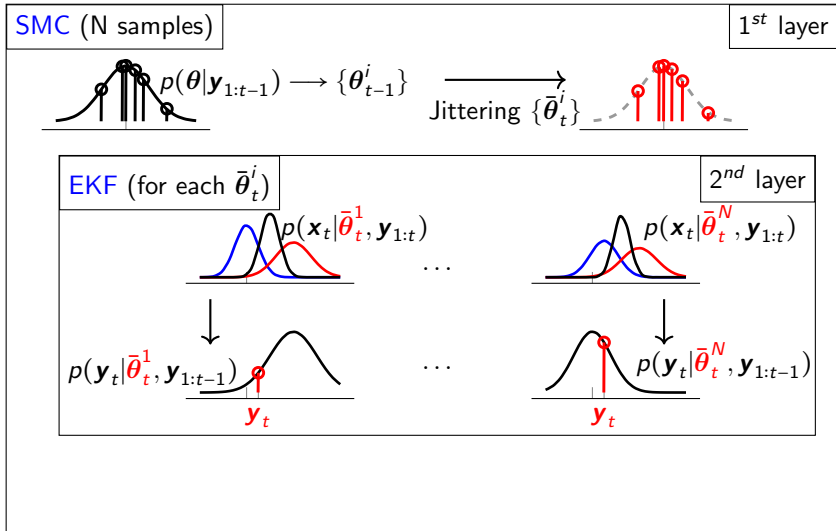 SMC (N samples) 1ˢᵗ layer
p(θ|y₁:ₜ₋₁) ⟶ {θⁱₜ₋₁}
Jittering {θ̄ⁱₜ}
EKF (for each θ̄ⁱₜ) 2ⁿᵈ layer
p(xₜ|θ̄¹ₜ, y₁:ₜ) p(xₜ|θ̄ᴺₜ, y₁:ₜ)
...
p(yₜ|θ̄¹ₜ, y₁:ₜ₋₁) ... p(yₜ|θ̄ᴺₜ, y₁:ₜ₋₁)
yₜ yₜ